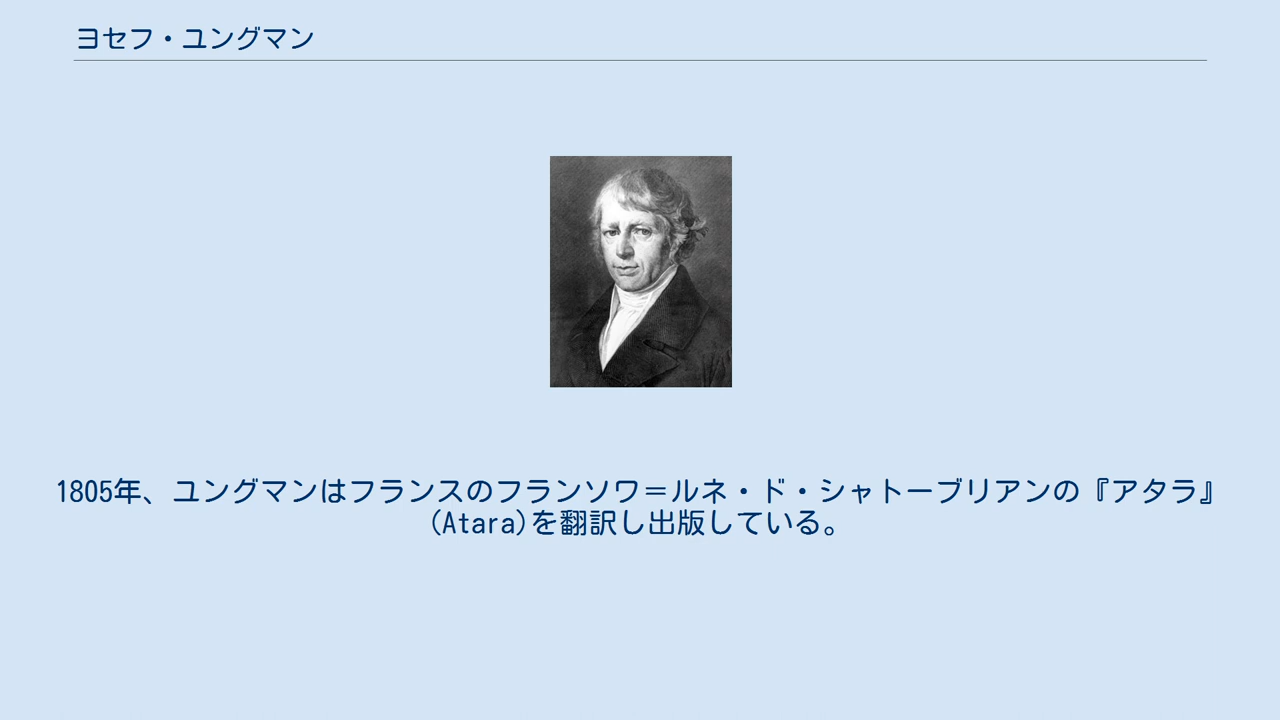 ヨセフ・ユングマン
1805年、ユングマンはフランスのフランソワ＝ルネ・ド・シャトーブリアンの『アタラ』
(Atara)を翻訳し出版している。